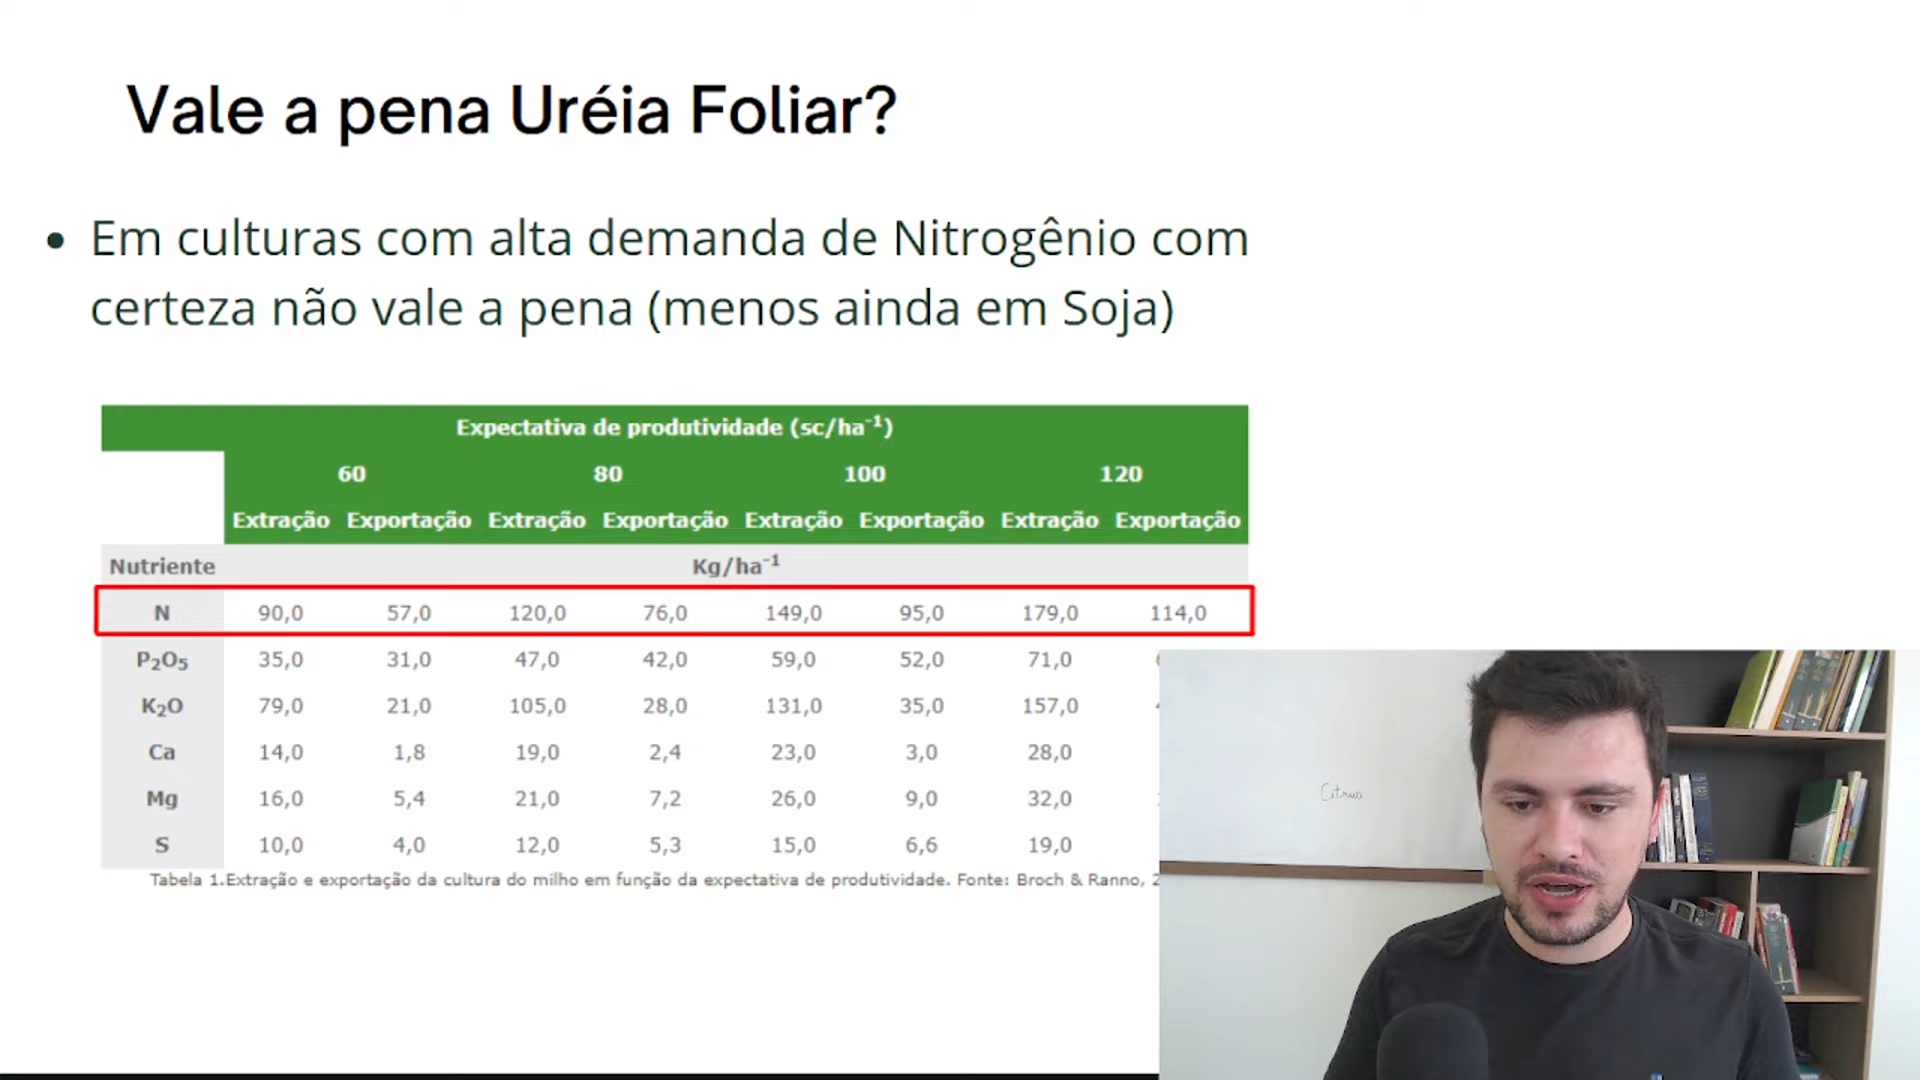 Vale a pena Uréia Foliar?
• Em culturas com alta demanda de Nitrogênio com
certeza não vale a pena (menos ainda em Soja)
Expectativa de produtividade (sc/ha⁻¹)
60 80 100 120
Extração Exportação Extração Exportação Extração Exportação Extração Exportação
Nutriente Kg/ha⁻¹
N 90,0 57,0 120,0 76,0 149,0 95,0 179,0 114,0
P₂O₅ 35,0 31,0 47,0 42,0 59,0 52,0 71,0
K₂O 79,0 21,0 105,0 28,0 131,0 35,0 157,0
Ca 14,0 1,8 19,0 2,4 23,0 3,0 28,0
Mg 16,0 5,4 21,0 7,2 26,0 9,0 32,0
S 10,0 4,0 12,0 5,3 15,0 6,6 19,0
Tabela 1.Extração e exportação da cultura do milho em função da expectativa de produtividade. Fonte: Broch & Ranno, 2
Citrus